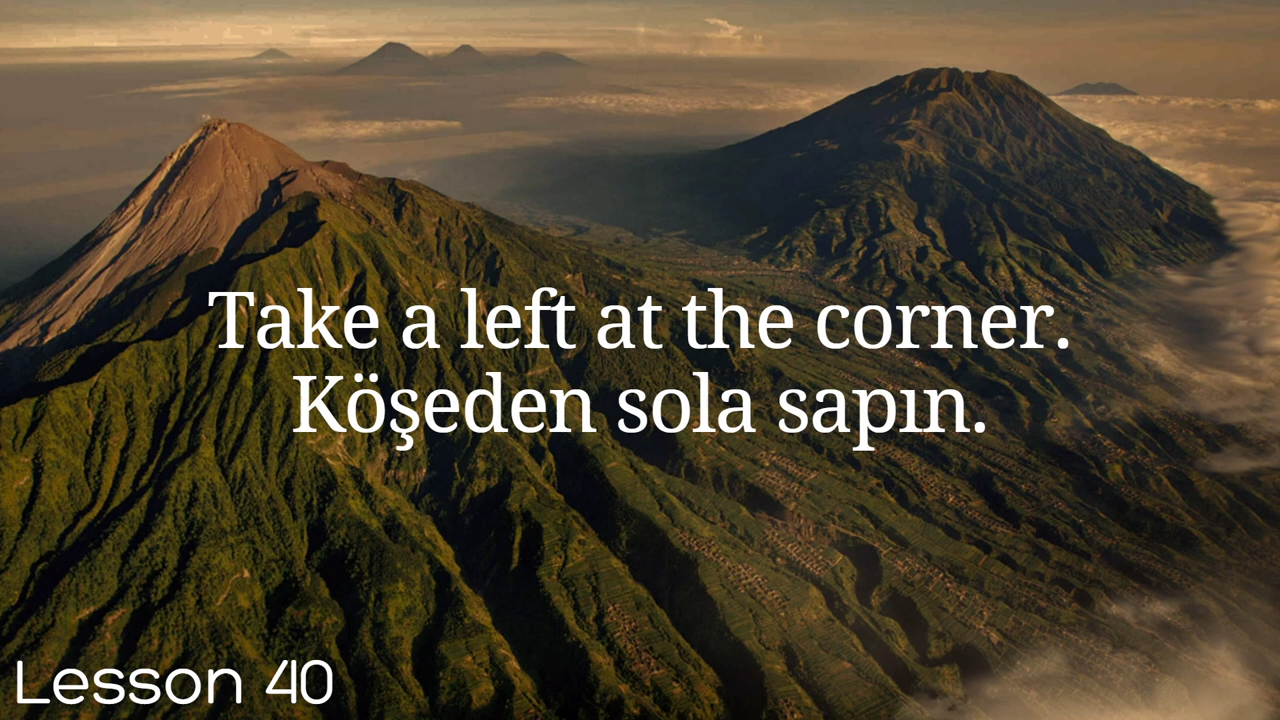 Take a left at the corner.
Köşeden sola sapın.
Lesson 40